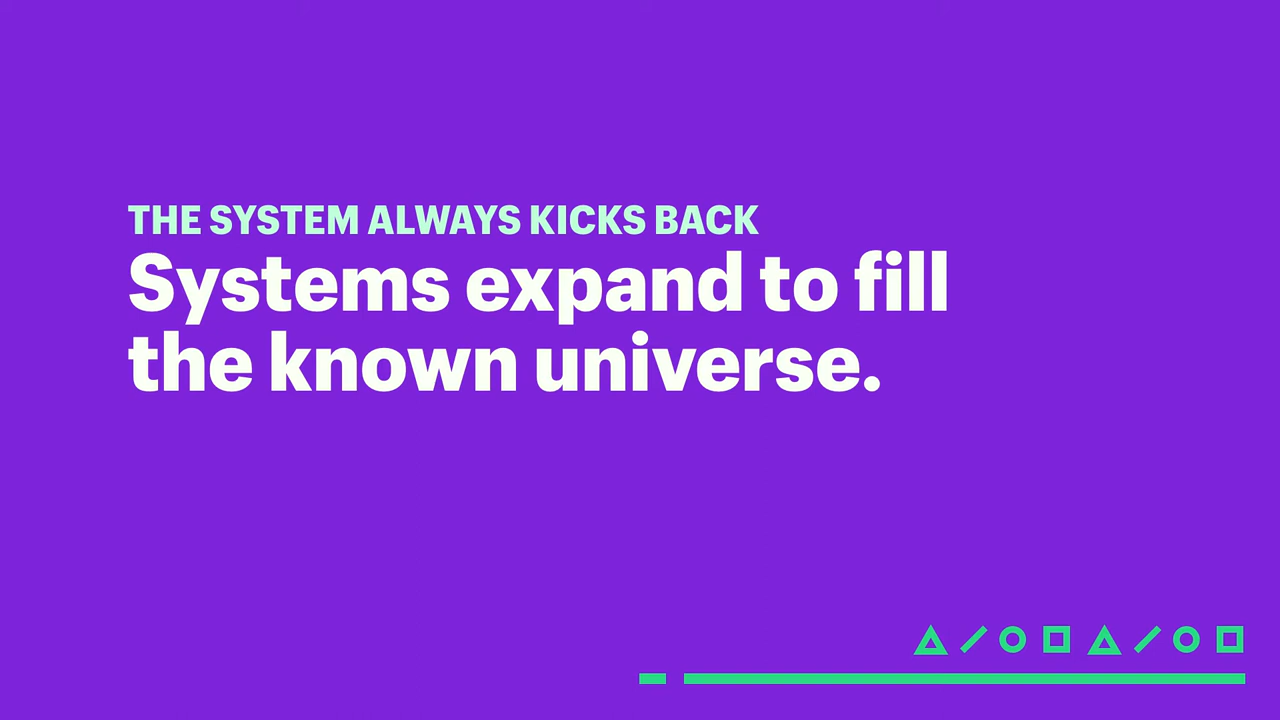 THE SYSTEM ALWAYS KICKS BACK
Systems expand to fill
the known universe.